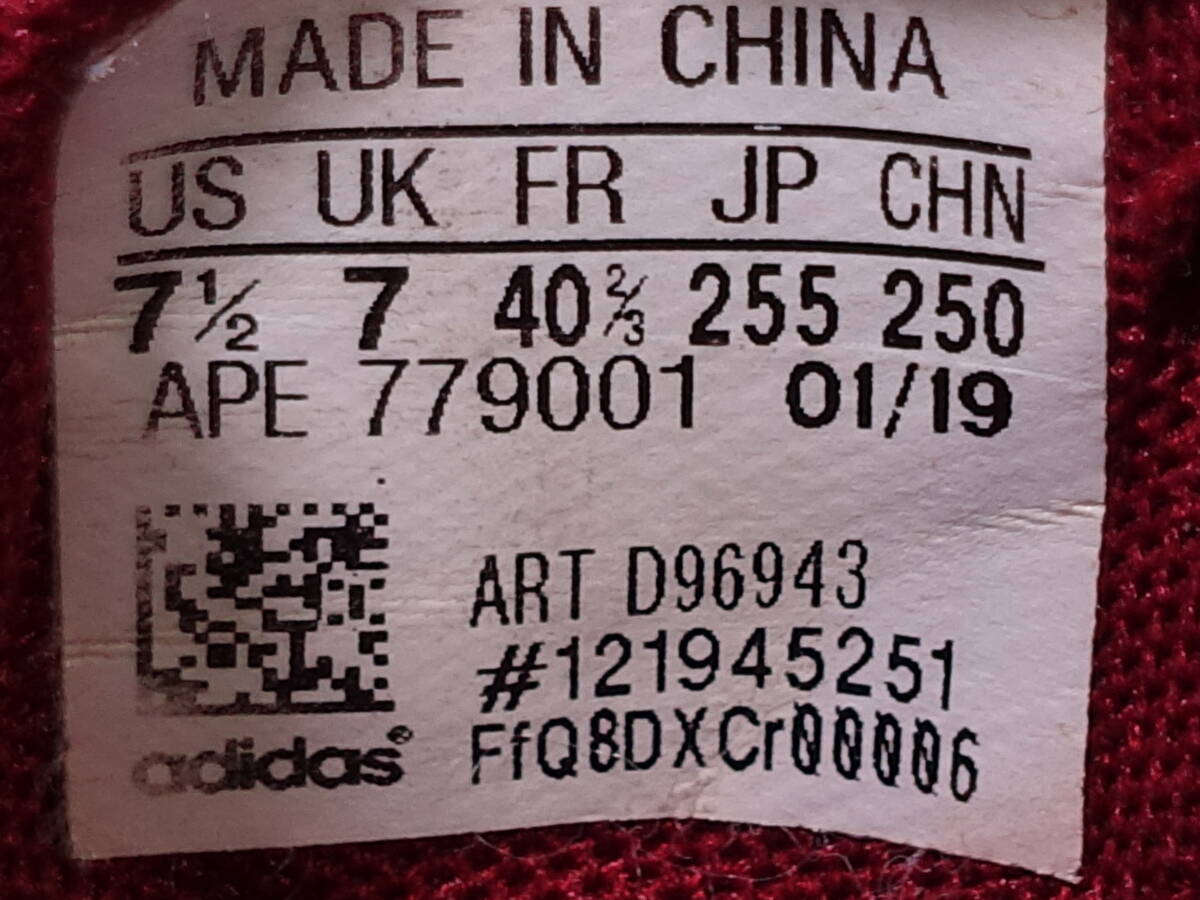 MADE IN CHINA
US UK FR JP CHN
7½ 7 40⅔ 255 250
APE 779001 01/19
ART D96943
#121945251
adidas® FfQ8DXCr00006